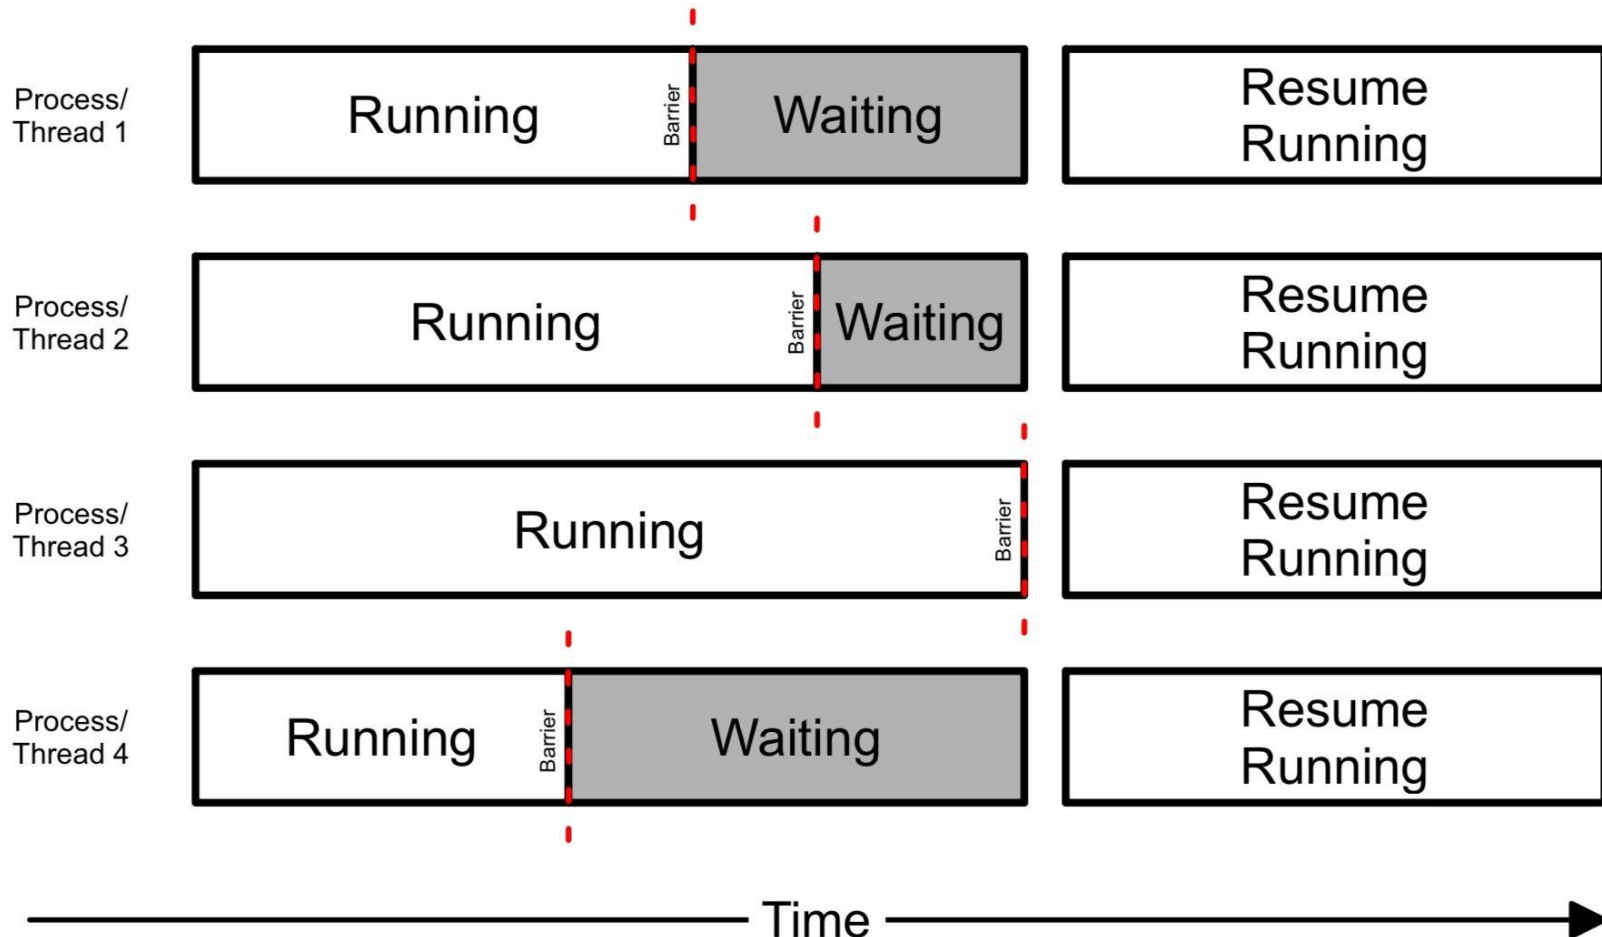 Process/
Thread 1
Running
Barrier
Waiting
Resume
Running
Process/
Thread 2
Running
Barrier
Waiting
Resume
Running
Process/
Thread 3
Running
Barrier
Resume
Running
Process/
Thread 4
Running
Barrier
Waiting
Resume
Running
Time